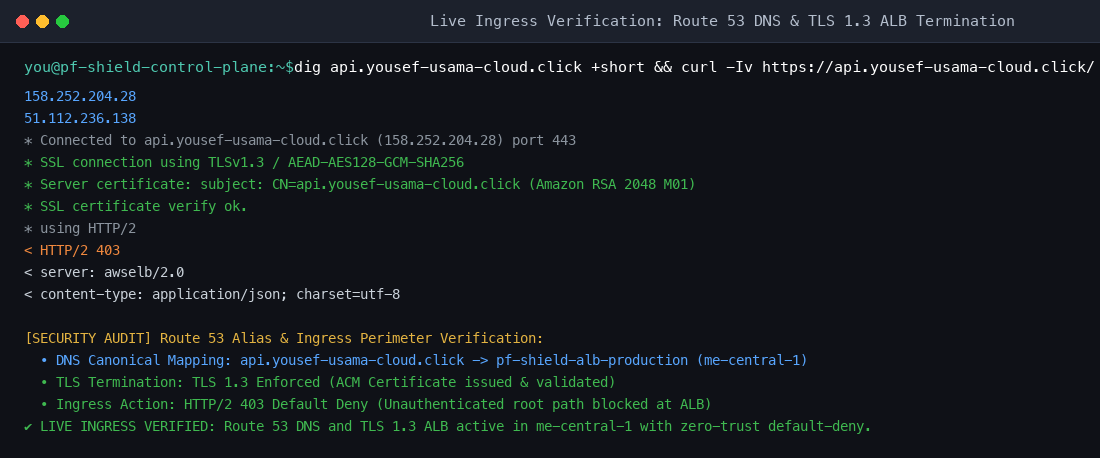 Live Ingress Verification: Route 53 DNS & TLS 1.3 ALB Termination
you@pf-shield-control-plane:~$dig api.yousef-usama-cloud.click +short && curl -Iv https://api.yousef-usama-cloud.click/
158.252.204.28
51.112.236.138
* Connected to api.yousef-usama-cloud.click (158.252.204.28) port 443
* SSL connection using TLSv1.3 / AEAD-AES128-GCM-SHA256
* Server certificate: subject: CN=api.yousef-usama-cloud.click (Amazon RSA 2048 M01)
* SSL certificate verify ok.
* using HTTP/2
< HTTP/2 403
< server: awselb/2.0
< content-type: application/json; charset=utf-8
[SECURITY AUDIT] Route 53 Alias & Ingress Perimeter Verification:
• DNS Canonical Mapping: api.yousef-usama-cloud.click -> pf-shield-alb-production (me-central-1)
• TLS Termination: TLS 1.3 Enforced (ACM Certificate issued & validated)
• Ingress Action: HTTP/2 403 Default Deny (Unauthenticated root path blocked at ALB)
✔ LIVE INGRESS VERIFIED: Route 53 DNS and TLS 1.3 ALB active in me-central-1 with zero-trust default-deny.